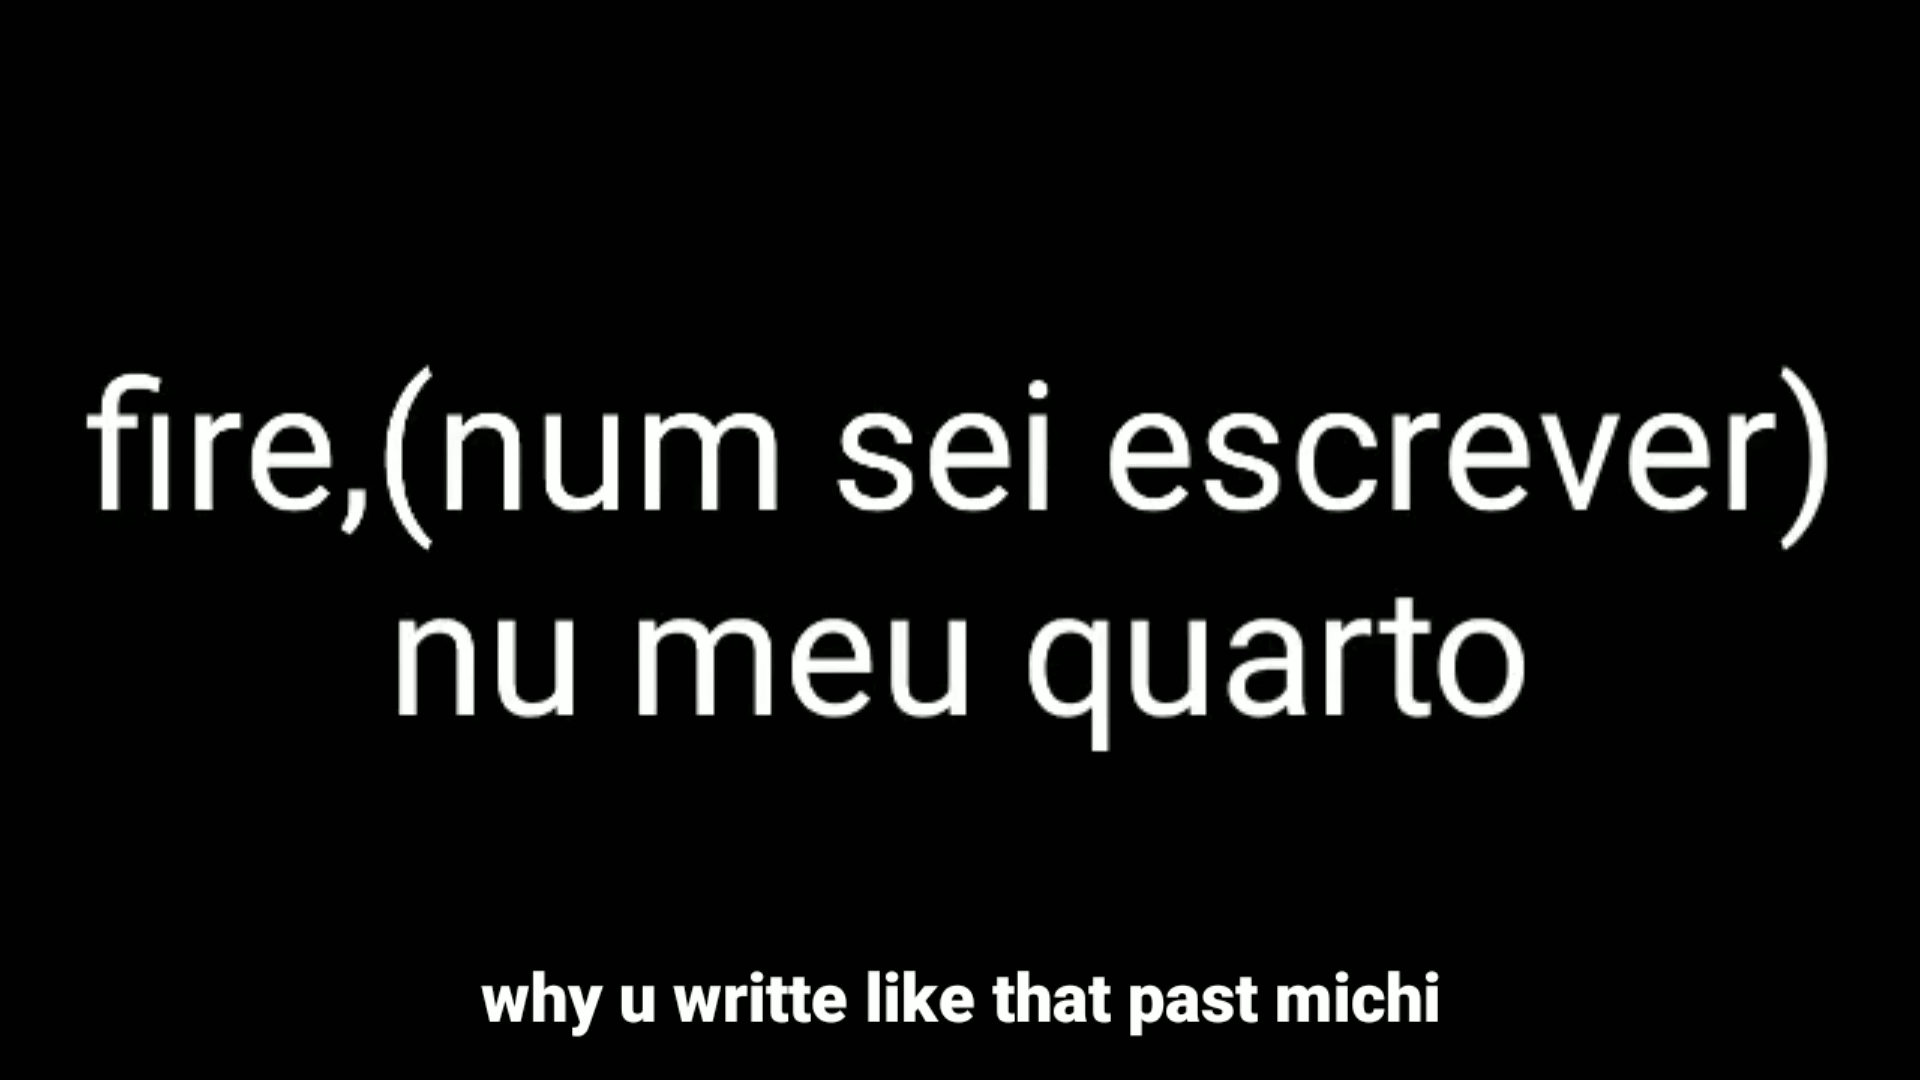 fire,(num sei escrever)
nu meu quarto
why u writte like that past michi